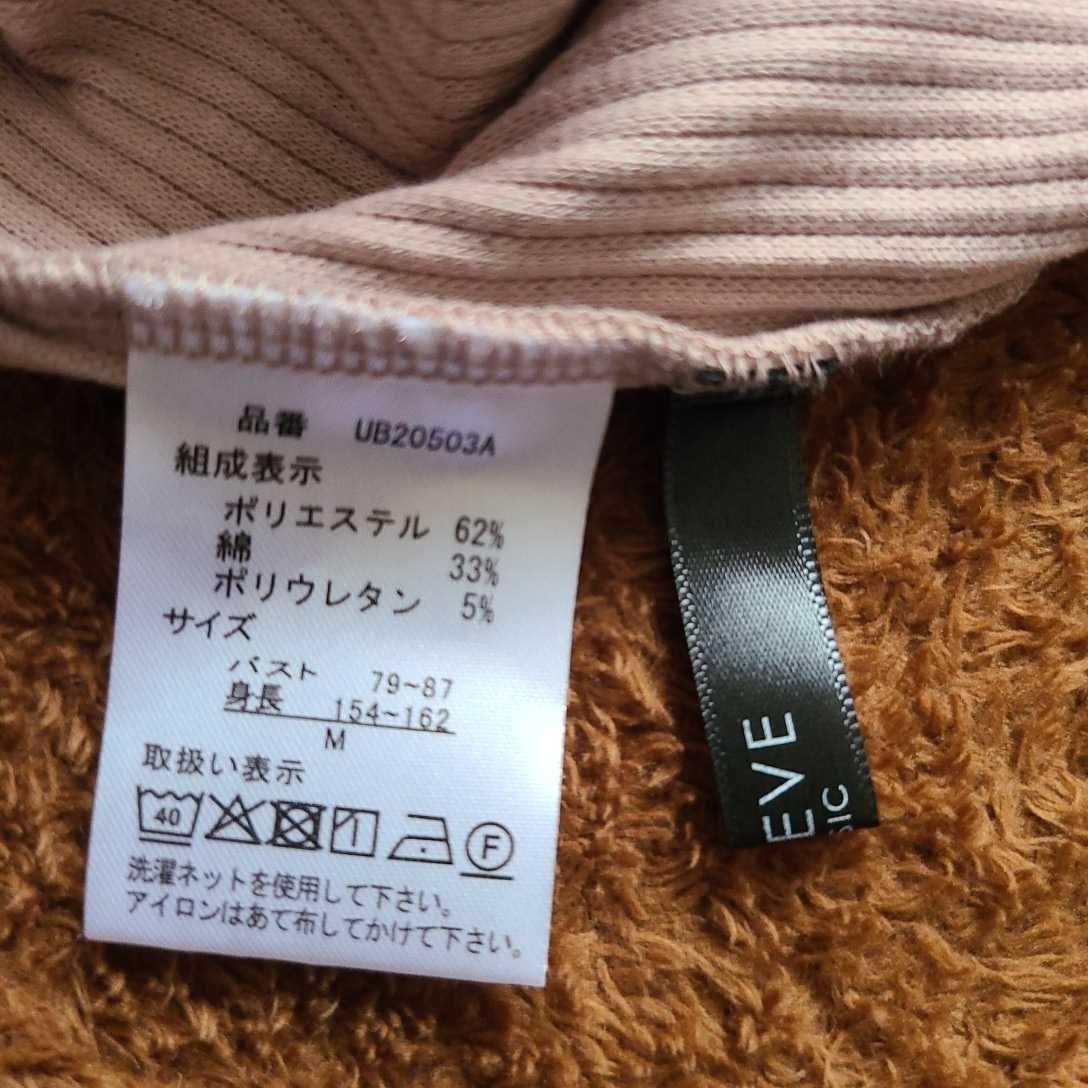 品番 UB20503A
組成表示
ポリエステル 62%
綿 33%
ポリウレタン 5%
サイズ
バスト 79~87
身長 154~162
M
取扱い表示
40 F
洗濯ネットを使用して下さい。
アイロンはあて布してかけて下さい。
EVE
SIC